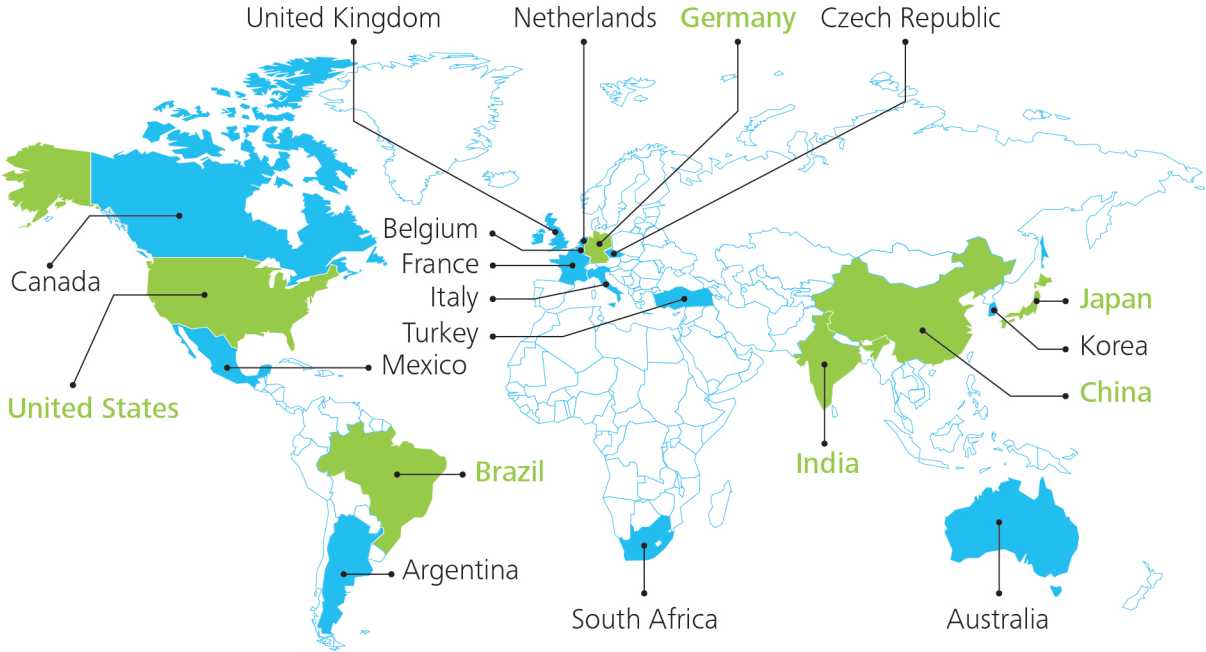 United Kingdom
Netherlands
Germany
Czech Republic
Belgium
France
Italy
Turkey
Canada
Mexico
United States
Japan
Korea
China
India
Brazil
Argentina
South Africa
Australia